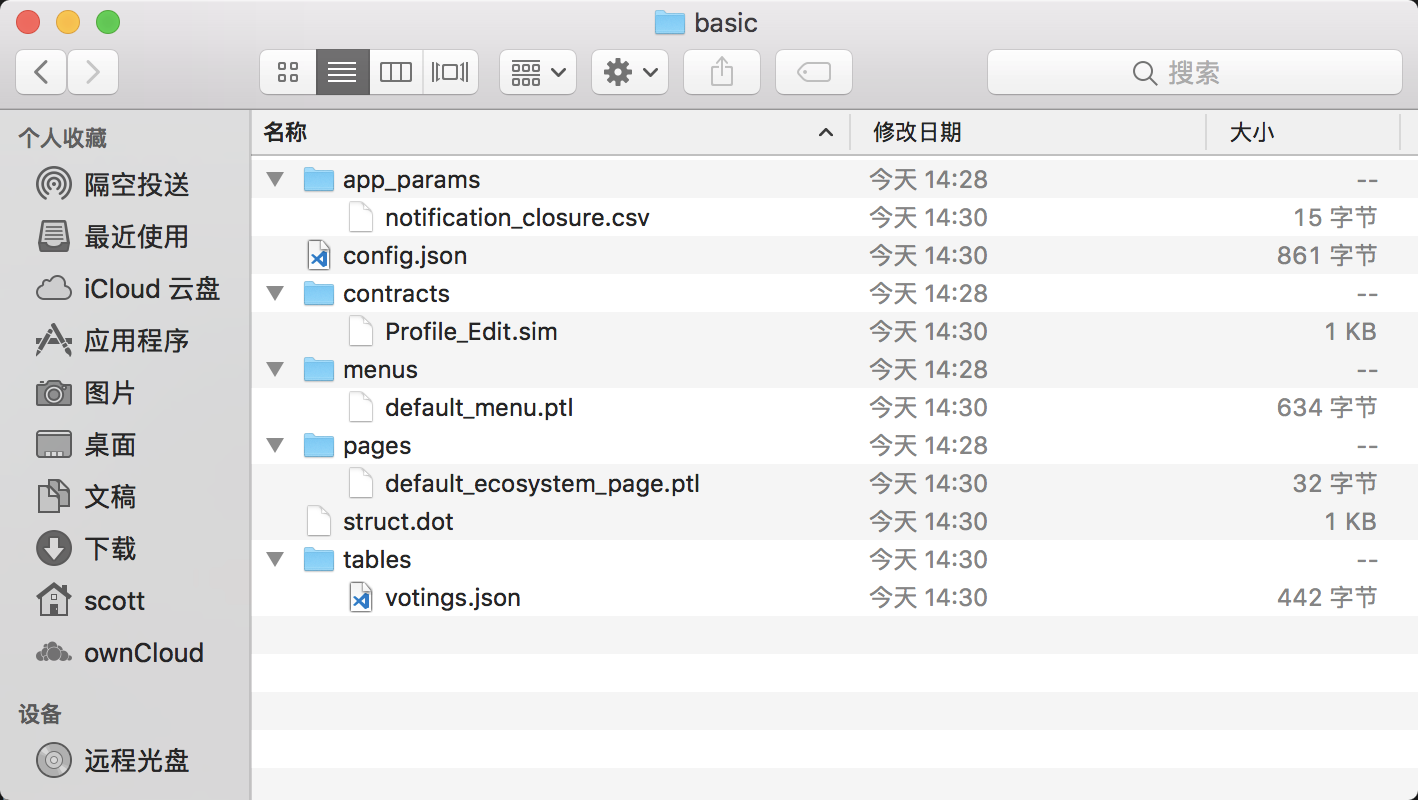 basic
搜索
个人收藏
隔空投送
最近使用
iCloud 云盘
应用程序
图片
桌面
文稿
下载
scott
ownCloud
设备
远程光盘
名称 修改日期 大小
app_params 今天 14:28 --
notification_closure.csv 今天 14:30 15 字节
config.json 今天 14:30 861 字节
contracts 今天 14:28 --
Profile_Edit.sim 今天 14:30 1 KB
menus 今天 14:28 --
default_menu.ptl 今天 14:30 634 字节
pages 今天 14:28 --
default_ecosystem_page.ptl 今天 14:30 32 字节
struct.dot 今天 14:30 1 KB
tables 今天 14:30 --
votings.json 今天 14:30 442 字节